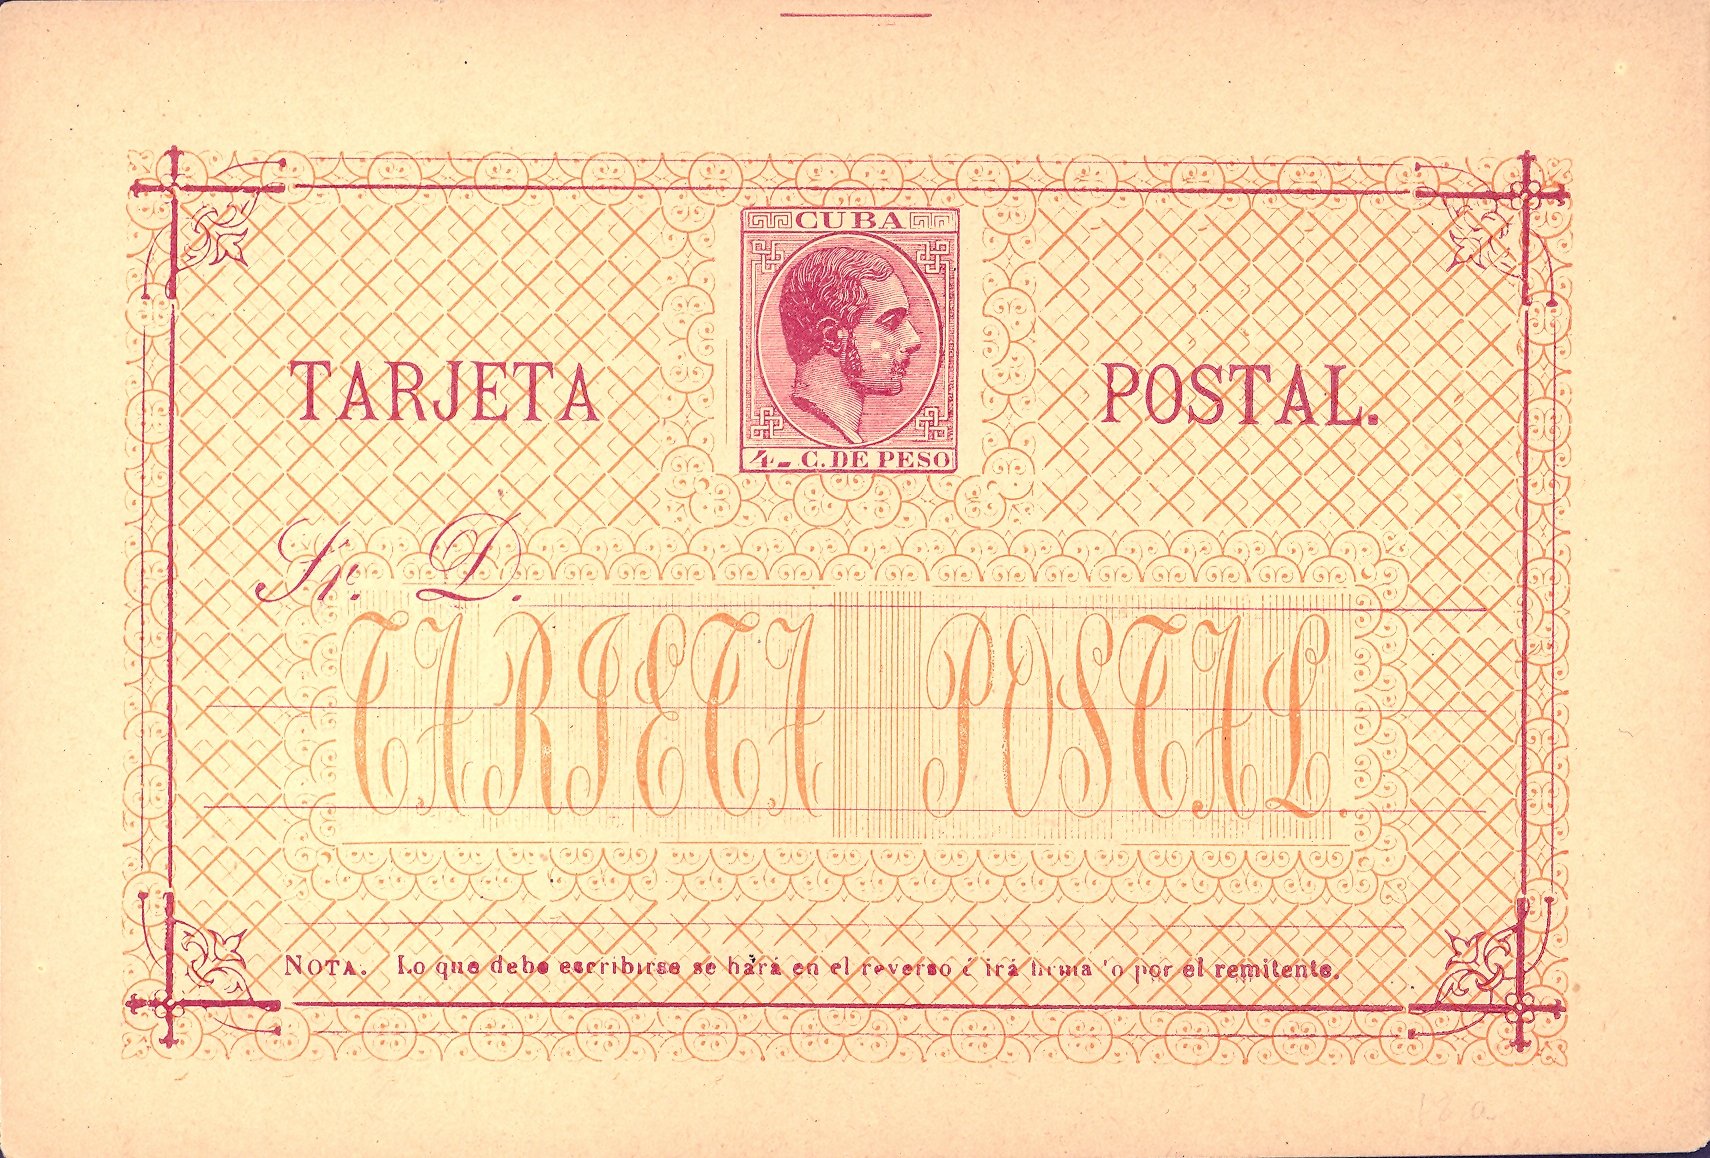 CUBA
TARJETA POSTAL.
4 C. DE PESO
Sr. D.
TARJETA POSTAL.
NOTA. Lo que debe escribirse se hará en el reverso é irá firmado por el remitente.